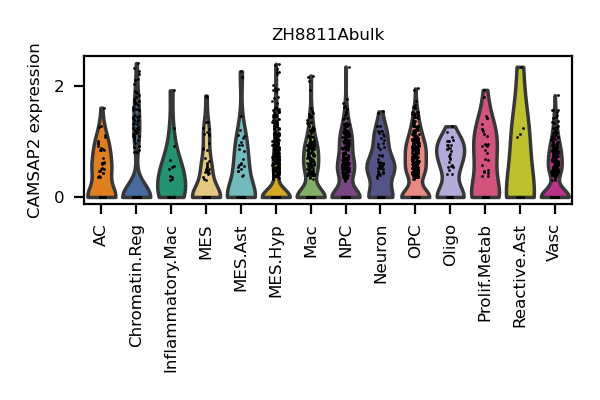 ZH8811Abulk
CAMSAP2 expression
2
0
AC
Chromatin.Reg
Inflammatory.Mac
MES
MES.Ast
MES.Hyp
Mac
NPC
Neuron
OPC
Oligo
Prolif.Metab
Reactive.Ast
Vasc